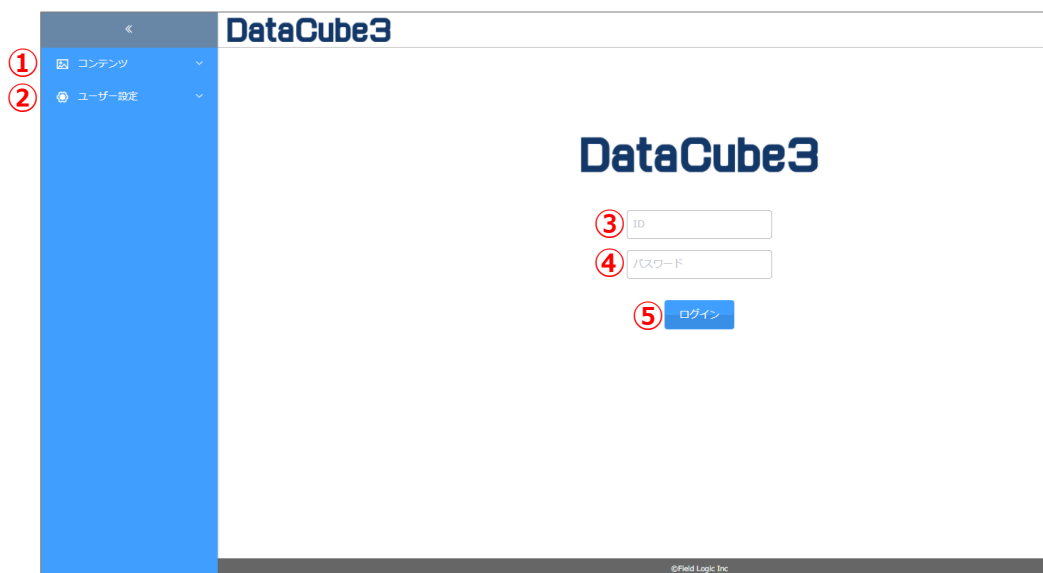 «
DataCube3
① コンテンツ
② ユーザー設定
DataCube3
③ ID
④ パスワード
⑤ ログイン
©Field Logic Inc